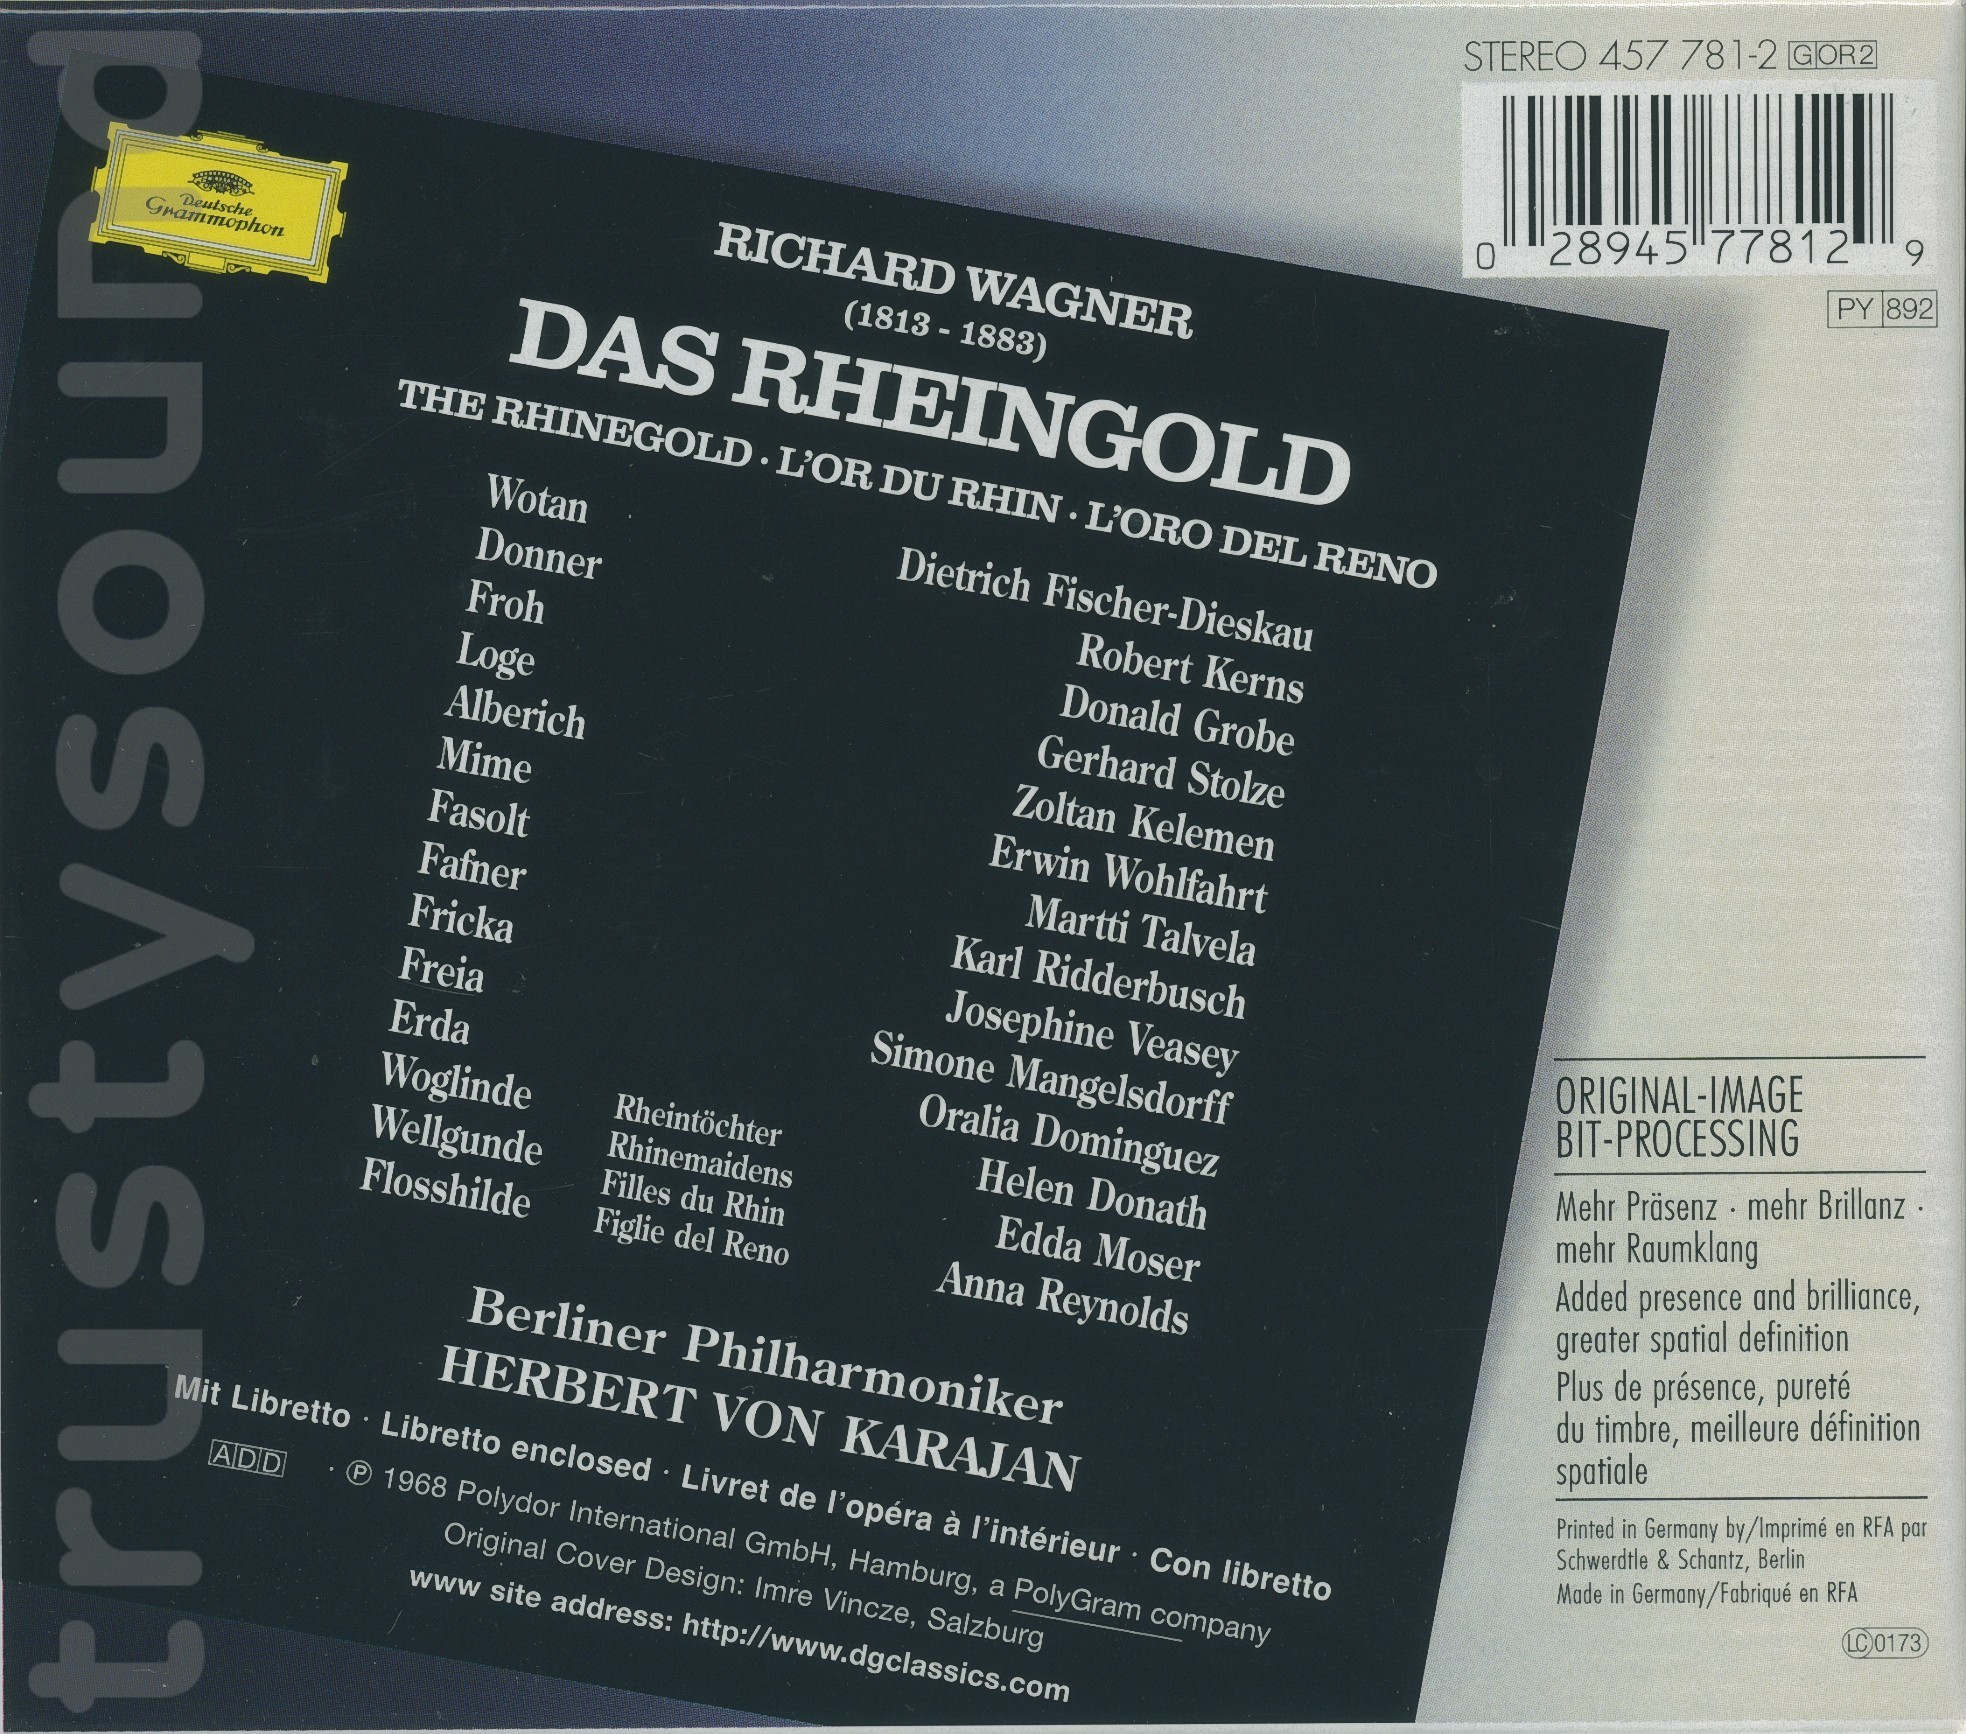 trustysound
STEREO 457 781-2 GOR2
0 28945 77812 9
PY 892
Deutsche
Grammophon
RICHARD WAGNER
(1813 - 1883)
DAS RHEINGOLD
THE RHINEGOLD · L'OR DU RHIN · L'ORO DEL RENO
Wotan Dietrich Fischer-Dieskau
Donner Robert Kerns
Froh Donald Grobe
Loge Gerhard Stolze
Alberich Zoltan Kelemen
Mime Erwin Wohlfahrt
Fasolt Martti Talvela
Fafner Karl Ridderbusch
Fricka Josephine Veasey
Freia Simone Mangelsdorff
Erda Oralia Dominguez
Woglinde Helen Donath
Wellgunde Edda Moser
Flosshilde Anna Reynolds
Rheintöchter
Rhinemaidens
Filles du Rhin
Figlie del Reno
Berliner Philharmoniker
HERBERT VON KARAJAN
Mit Libretto · Libretto enclosed · Livret de l'opéra à l'intérieur · Con libretto
ADD · ℗ 1968 Polydor International GmbH, Hamburg, a PolyGram company
Original Cover Design: Imre Vincze, Salzburg
www site address: http://www.dgclassics.com
ORIGINAL-IMAGE
BIT-PROCESSING
Mehr Präsenz · mehr Brillanz ·
mehr Raumklang
Added presence and brilliance,
greater spatial definition
Plus de présence, pureté
du timbre, meilleure définition
spatiale
Printed in Germany by/Imprimé en RFA par
Schwerdtle & Schantz, Berlin
Made in Germany/Fabriqué en RFA
LC 0173